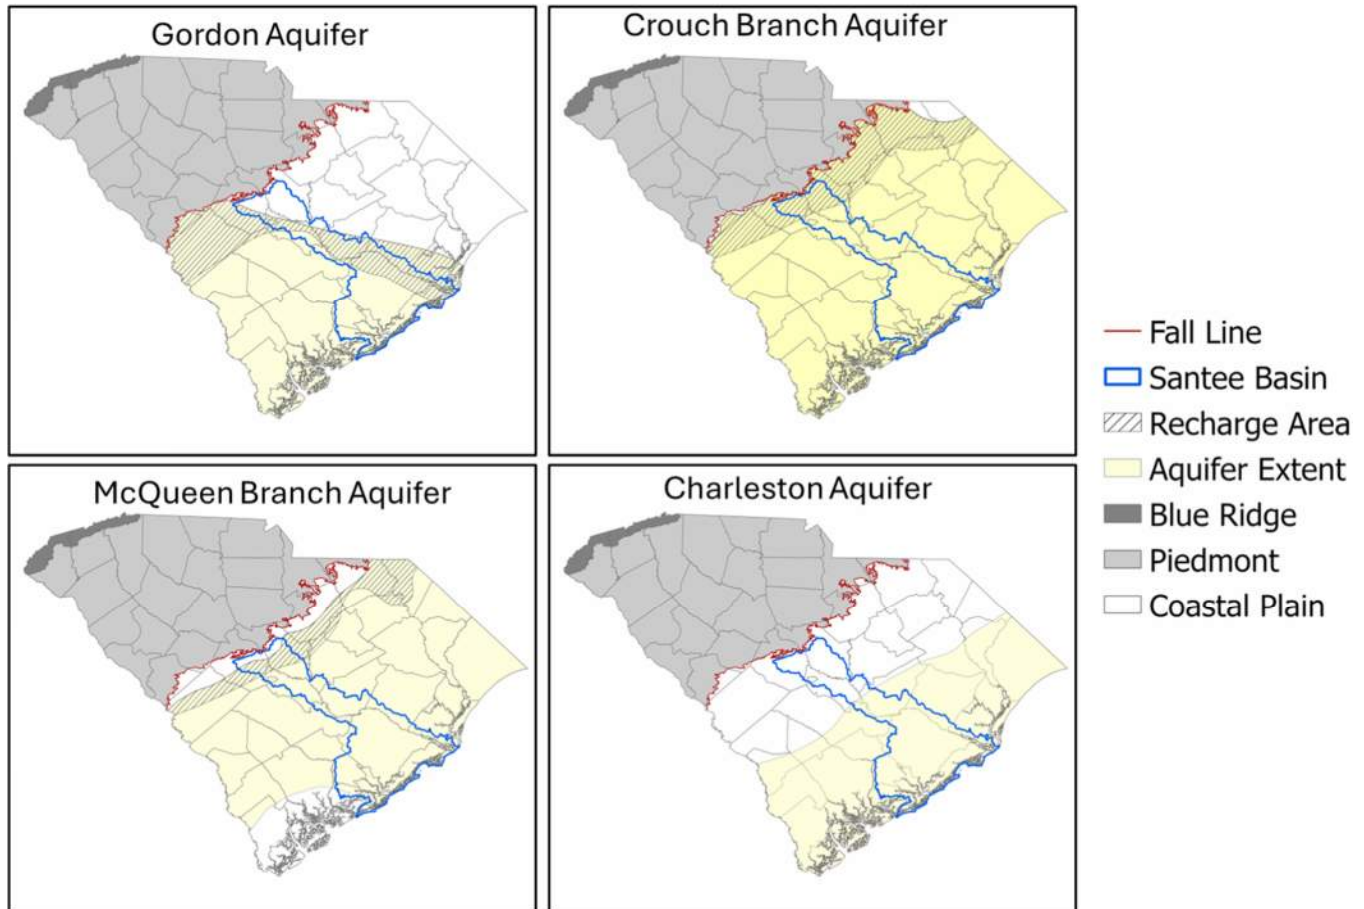 Gordon Aquifer
Crouch Branch Aquifer
McQueen Branch Aquifer
Charleston Aquifer
Fall Line
Santee Basin
Recharge Area
Aquifer Extent
Blue Ridge
Piedmont
Coastal Plain